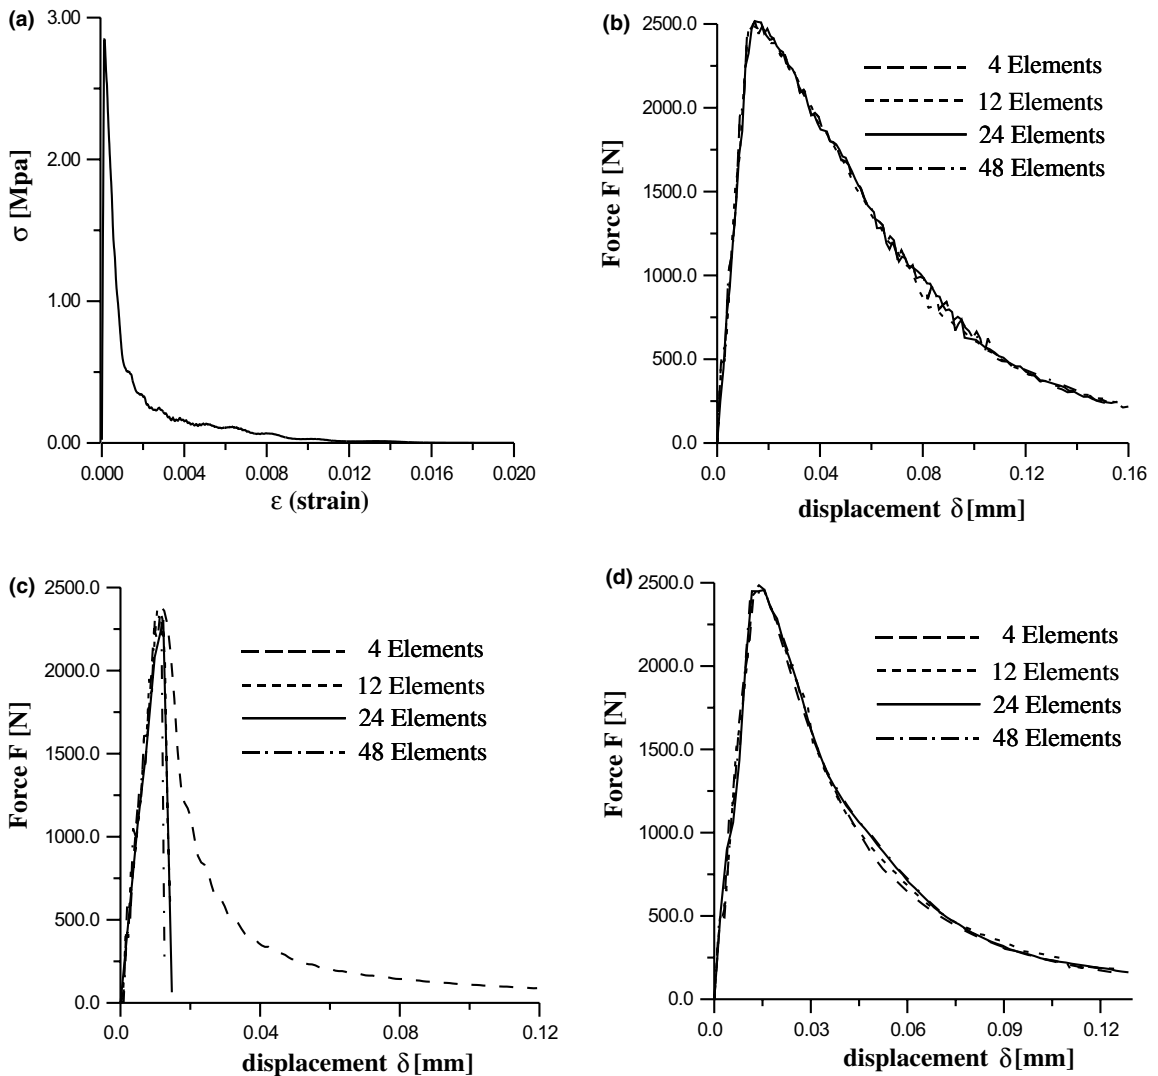 (a)
3.00
2.00
1.00
0.00
σ [Mpa]
0.000 0.004 0.008 0.012 0.016 0.020
ε (strain)
(b)
2500.0
2000.0
1500.0
1000.0
500.0
0.0
Force F [N]
4 Elements
12 Elements
24 Elements
48 Elements
0.0 0.04 0.08 0.12 0.16
displacement δ [mm]
(c)
2500.0
2000.0
1500.0
1000.0
500.0
0.0
Force F [N]
4 Elements
12 Elements
24 Elements
48 Elements
0.0 0.04 0.08 0.12
displacement δ [mm]
(d)
2500.0
2000.0
1500.0
1000.0
500.0
0.0
Force F [N]
4 Elements
12 Elements
24 Elements
48 Elements
0.0 0.03 0.06 0.09 0.12
displacement δ [mm]